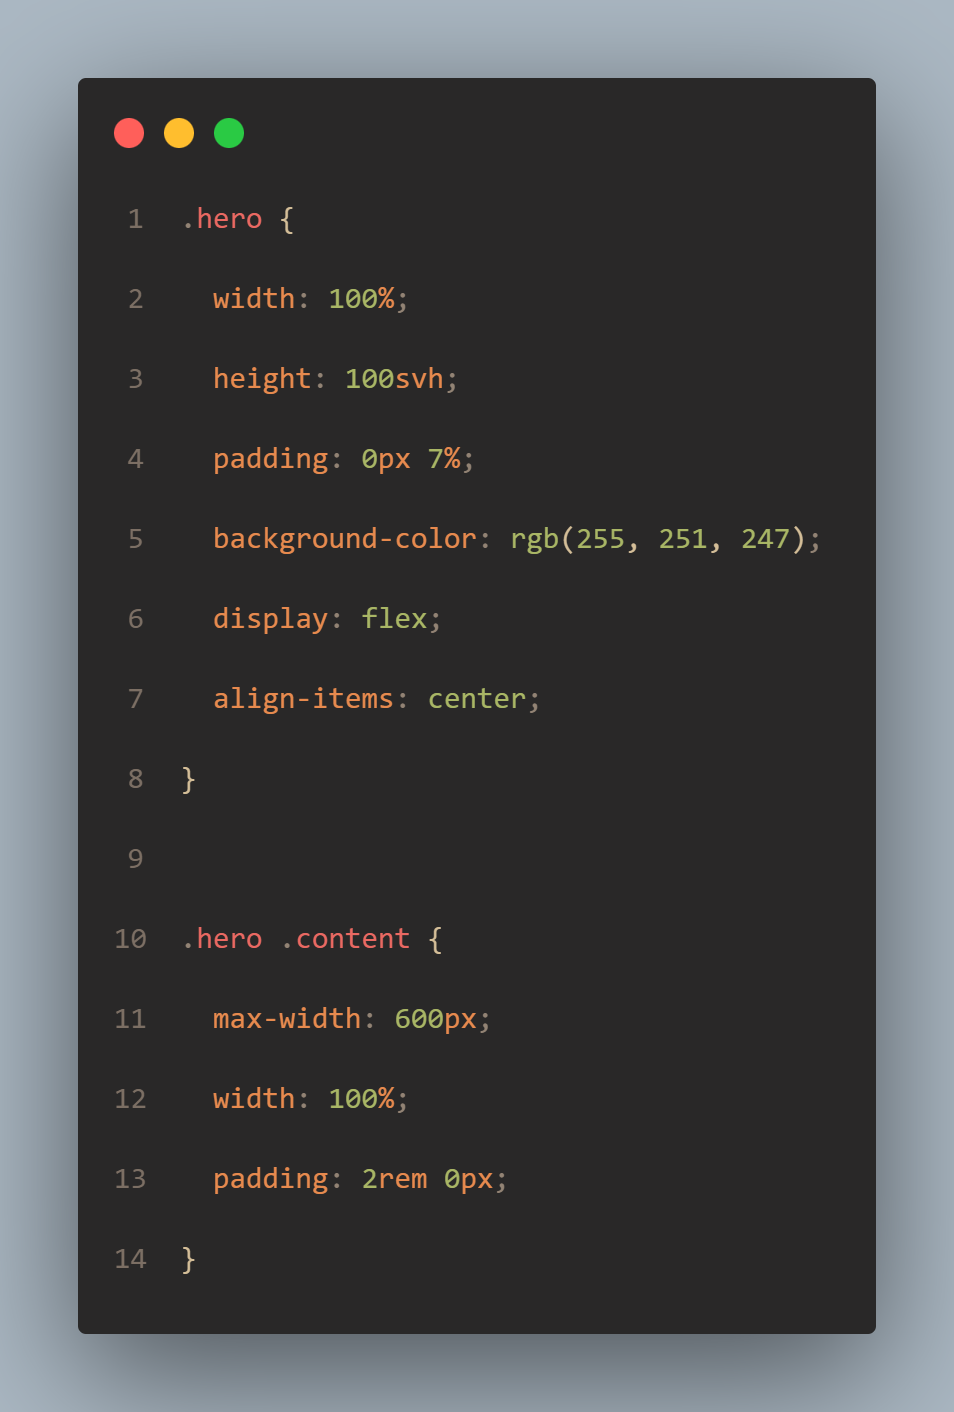 1 .hero {
2   width: 100%;
3   height: 100svh;
4   padding: 0px 7%;
5   background-color: rgb(255, 251, 247);
6   display: flex;
7   align-items: center;
8 }
9
10 .hero .content {
11   max-width: 600px;
12   width: 100%;
13   padding: 2rem 0px;
14 }